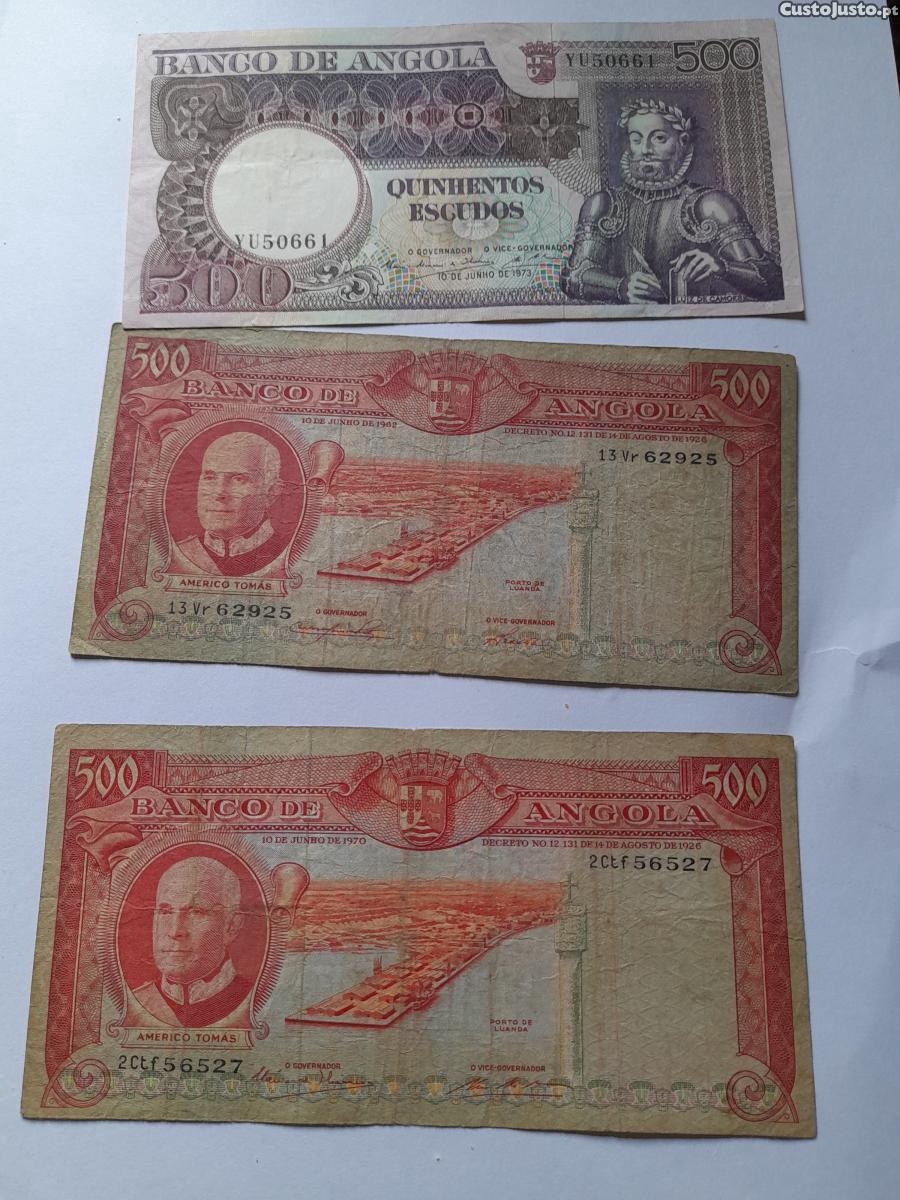 CustoJusto.pt
BANCO DE ANGOLA YU50661 500
QUINHENTOS
ESCUDOS
YU50661
O GOVERNADOR O VICE-GOVERNADOR
10 DE JUNHO DE 1973
500
LUIZ DE CAMOES
500 500
BANCO DE ANGOLA
10 DE JUNHO DE 1962 DECRETO NO. 12.131 DE 14 DE AGOSTO DE 1926
13 Vr 62925
AMERICO TOMÁS
PORTO DE
LUANDA
13 Vr 62925
O GOVERNADOR O VICE-GOVERNADOR
500 500
BANCO DE ANGOLA
10 DE JUNHO DE 1970 DECRETO NO. 12.131 DE 14 DE AGOSTO DE 1926
2Ctf 56527
AMERICO TOMÁS
PORTO DE
LUANDA
2Ctf 56527
O GOVERNADOR O VICE-GOVERNADOR